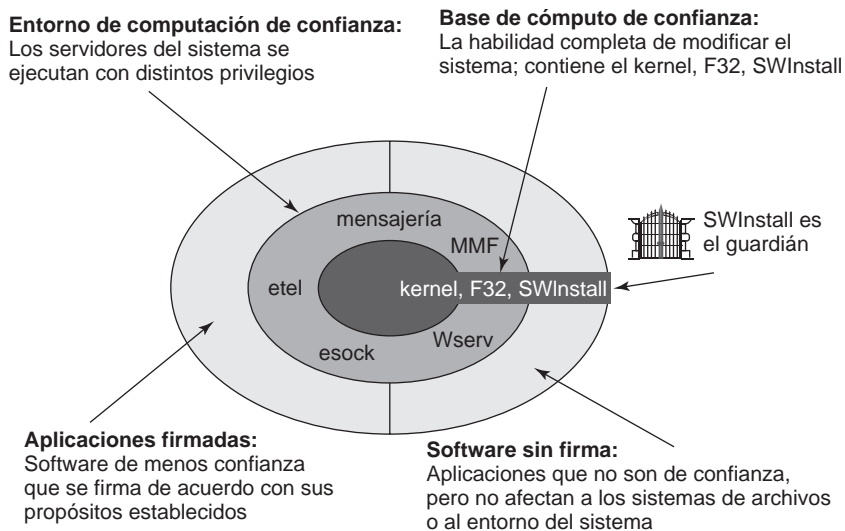 Entorno de computación de confianza:
Los servidores del sistema se
ejecutan con distintos privilegios
Base de cómputo de confianza:
La habilidad completa de modificar el
sistema; contiene el kernel, F32, SWInstall
mensajería
MMF
SWInstall es
el guardián
etel
kernel, F32, SWInstall
esock
Wserv
Aplicaciones firmadas:
Software de menos confianza
que se firma de acuerdo con sus
propósitos establecidos
Software sin firma:
Aplicaciones que no son de confianza,
pero no afectan a los sistemas de archivos
o al entorno del sistema